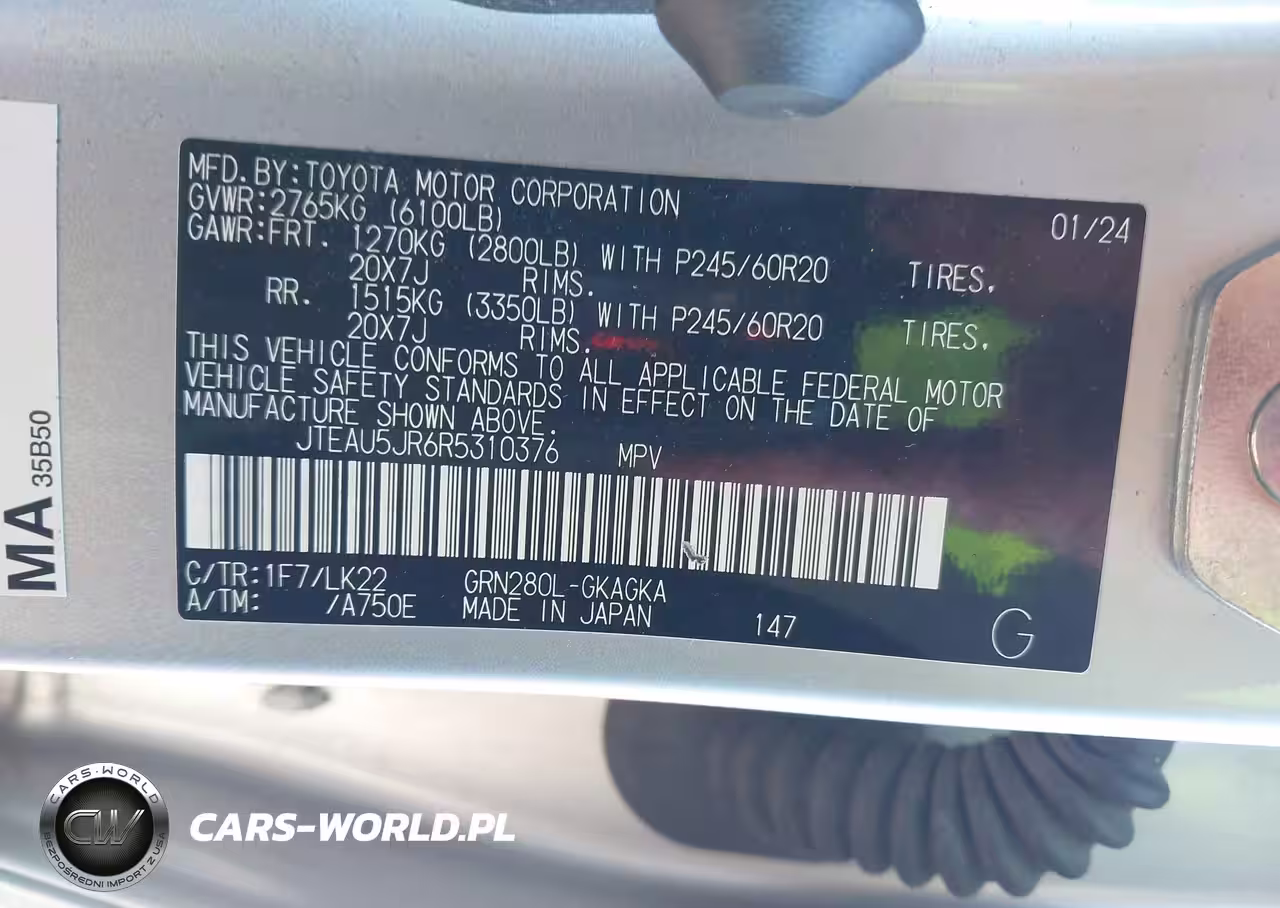 MFD.BY:TOYOTA MOTOR CORPORATION 01/24
GVWR:2765KG (6100LB)
GAWR:FRT. 1270KG (2800LB) WITH P245/60R20 TIRES.
20X7J RIMS.
RR. 1515KG (3350LB) WITH P245/60R20 TIRES.
20X7J RIMS.
THIS VEHICLE CONFORMS TO ALL APPLICABLE FEDERAL MOTOR
VEHICLE SAFETY STANDARDS IN EFFECT ON THE DATE OF
MANUFACTURE SHOWN ABOVE.
JTEAU5JR6R5310376 MPV
C/TR:1F7/LK22 GRN280L-GKAGKA
A/TM: /A750E MADE IN JAPAN 147 G
MA 35B50
CARS-WORLD
CW
BEZPOŚREDNI IMPORT Z USA
CARS-WORLD.PL